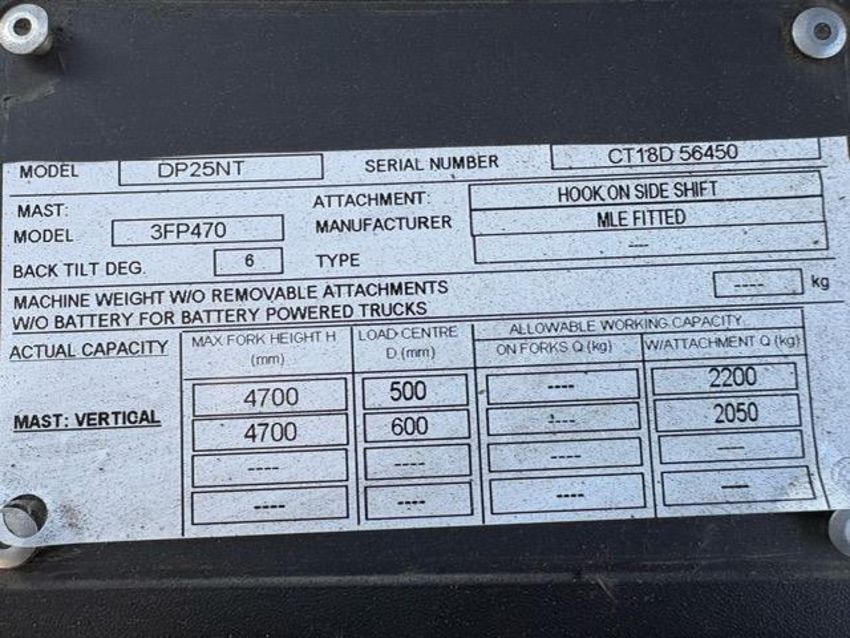 MODEL DP25NT SERIAL NUMBER CT18D 56450
MAST: ATTACHMENT: HOOK ON SIDE SHIFT
MODEL 3FP470 MANUFACTURER MLE FITTED
BACK TILT DEG. 6 TYPE ---
MACHINE WEIGHT W/O REMOVABLE ATTACHMENTS ---- kg
W/O BATTERY FOR BATTERY POWERED TRUCKS
ACTUAL CAPACITY MAX FORK HEIGHT H (mm) LOAD CENTRE D (mm) ALLOWABLE WORKING CAPACITY
ON FORKS Q (kg) W/ATTACHMENT Q (kg)
4700 500 ---- 2200
MAST: VERTICAL 4700 600 ---- 2050
---- ---- ---- ---
---- ---- ---- ---